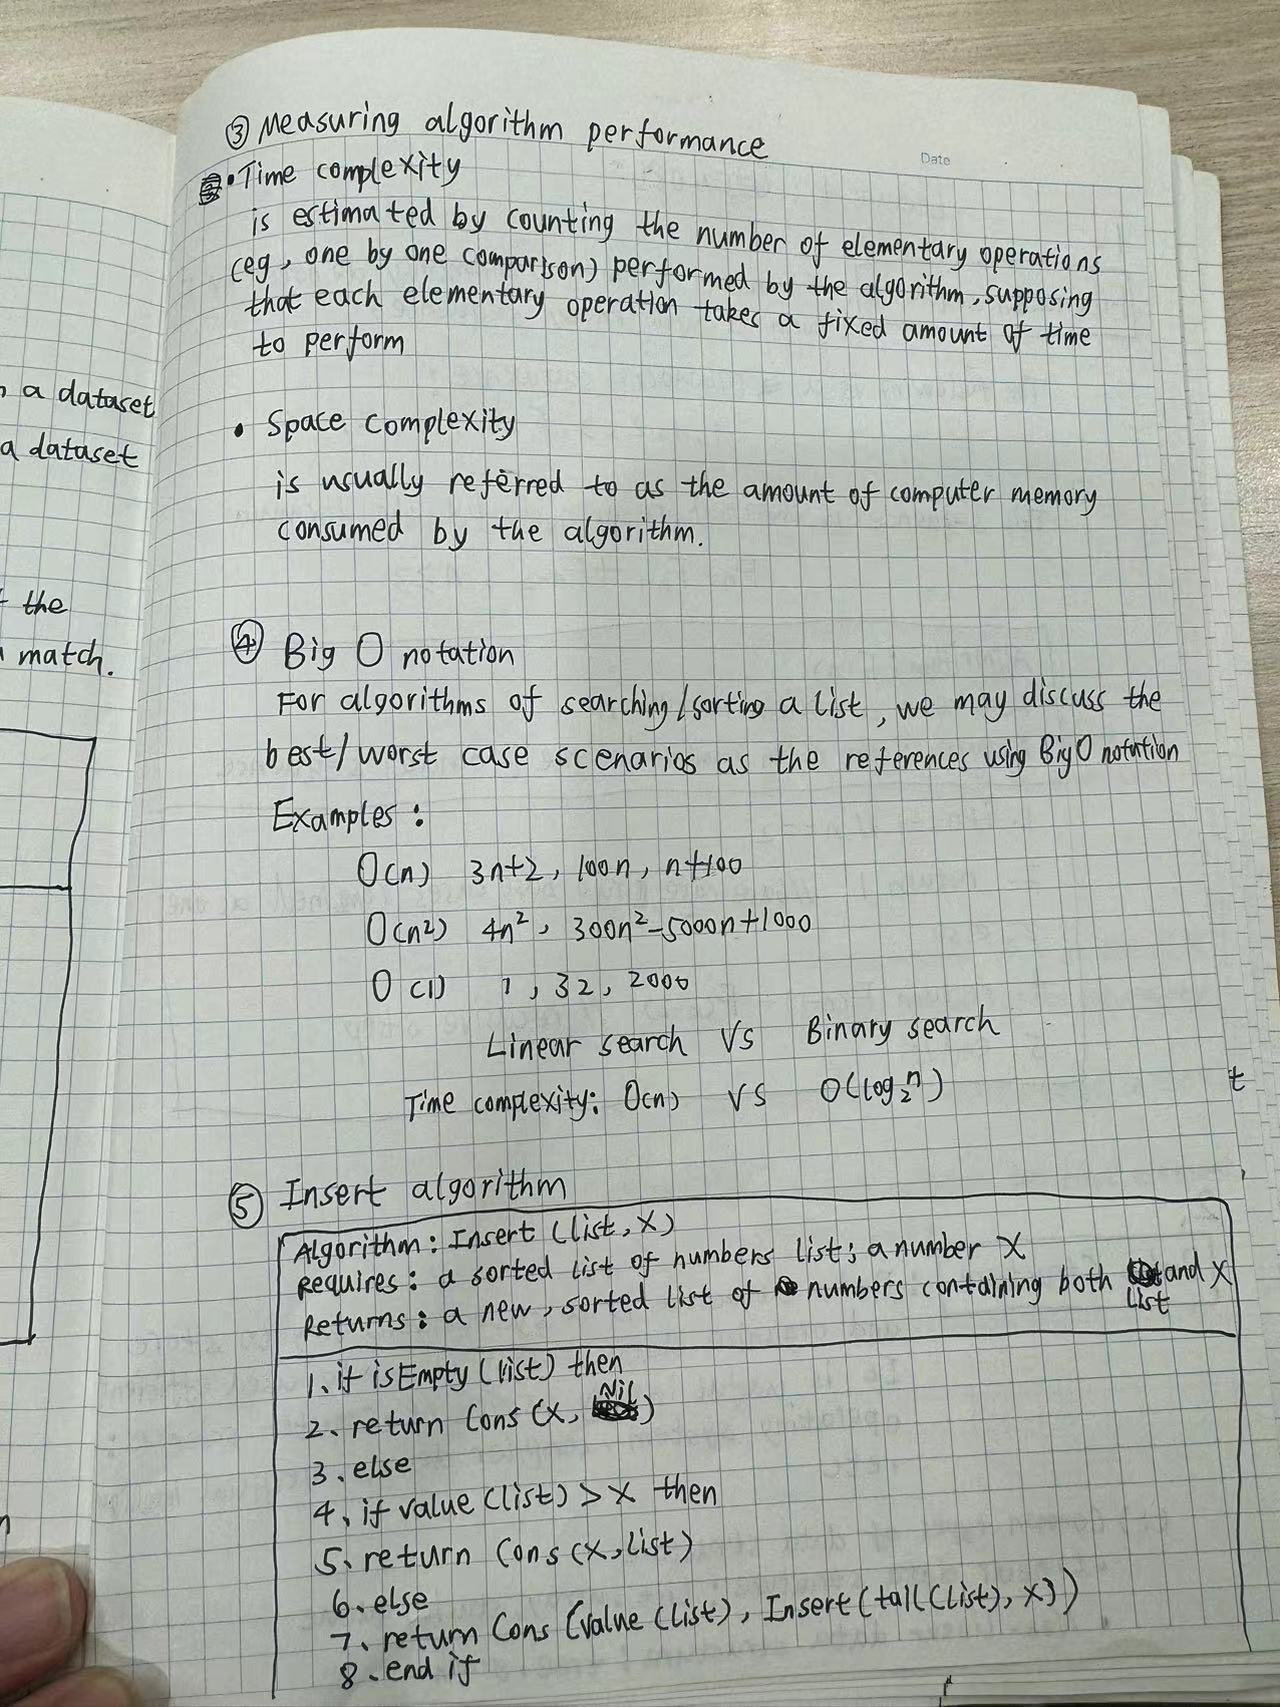 ③ Measuring algorithm performance
Date
• Time complexity
is estimated by counting the number of elementary operations
(eg, one by one comparison) performed by the algorithm, supposing
that each elementary operation takes a fixed amount of time
to perform
a dataset
a dataset
the
match.
• Space complexity
is usually referred to as the amount of computer memory
consumed by the algorithm.
④ Big O notation
For algorithms of searching/sorting a list, we may discuss the
best/worst case scenarios as the references using Big O notation
Examples:
O(n) 3n+2, 100n, n+100
O(n²) 4n², 300n²-5000n+1000
O(1) 1, 32, 2000
Linear search VS Binary search
Time complexity: O(n) VS O(log₂n)
t
⑤ Insert algorithm
Algorithm: Insert (list, X)
Requires: a sorted list of numbers list; a number X
Returns: a new, sorted list of numbers containing both list and X
1. if isEmpty (list) then
2. return Cons (X, Nil)
3. else
4. if value (list) > X then
5. return Cons (X, list)
6. else
7. return Cons (value (list), Insert (tail (list), X))
8. end if